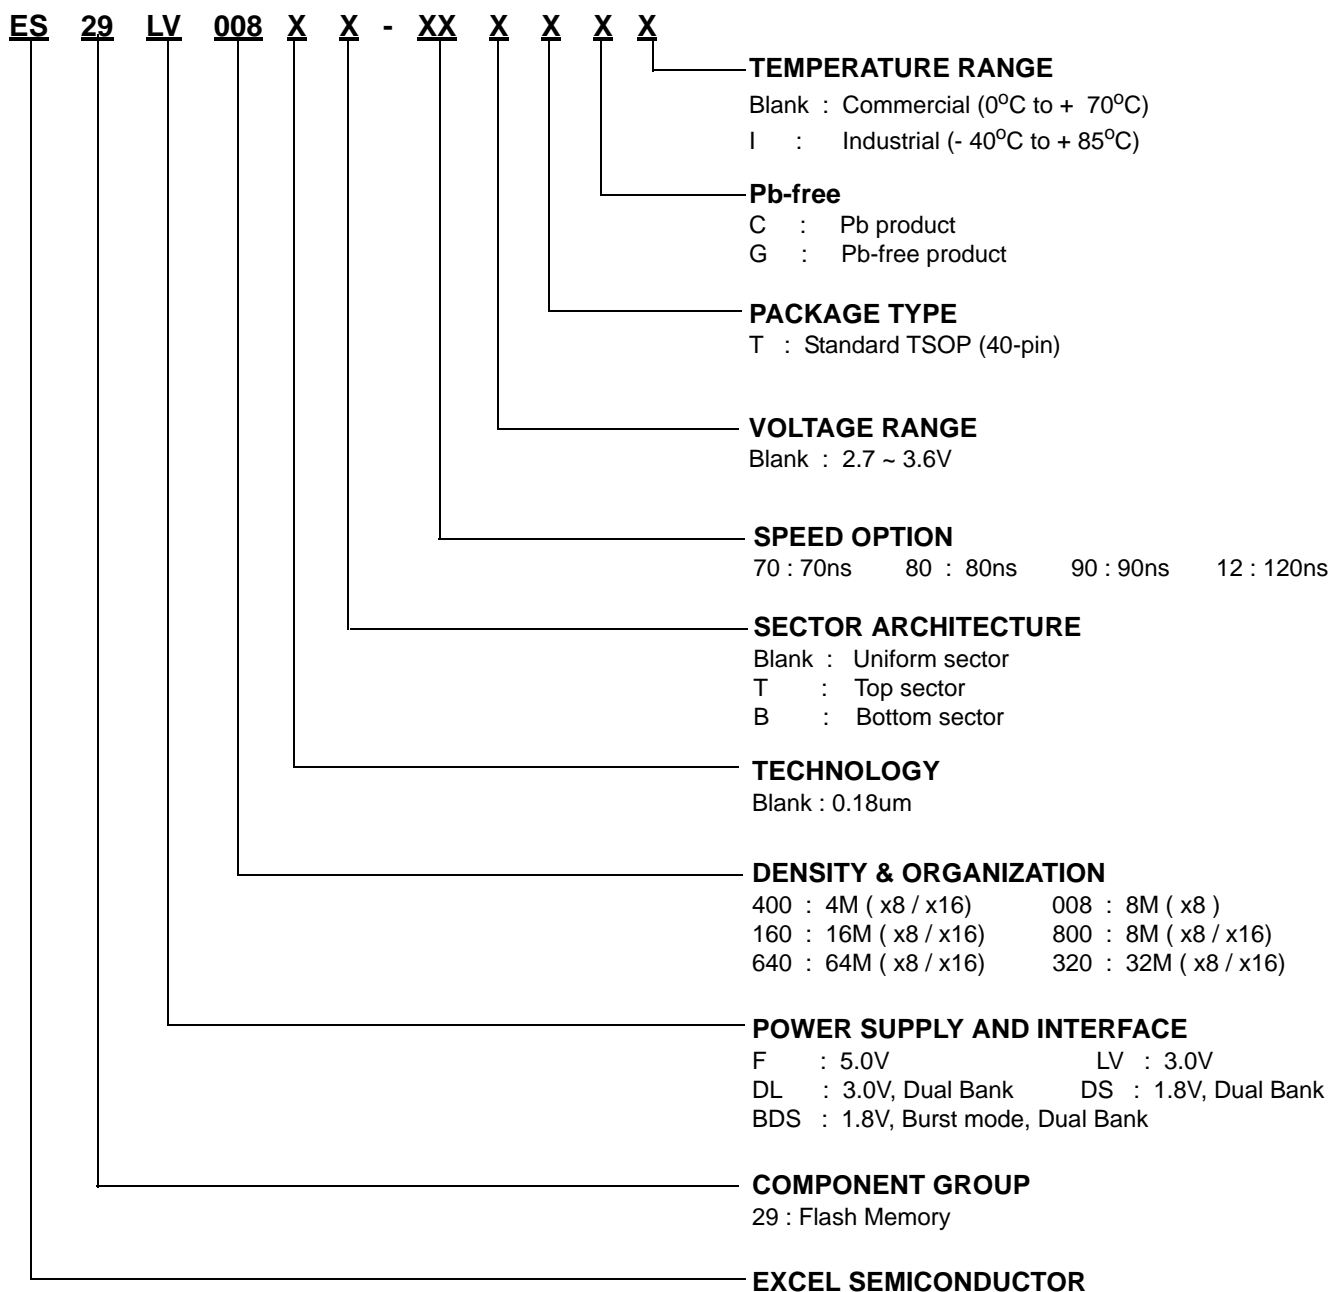 ES 29 LV 008 X X - XX X X X X
TEMPERATURE RANGE
Blank : Commercial (0°C to + 70°C)
I : Industrial (- 40°C to + 85°C)
Pb-free
C : Pb product
G : Pb-free product
PACKAGE TYPE
T : Standard TSOP (40-pin)
VOLTAGE RANGE
Blank : 2.7 ~ 3.6V
SPEED OPTION
70 : 70ns 80 : 80ns 90 : 90ns 12 : 120ns
SECTOR ARCHITECTURE
Blank : Uniform sector
T : Top sector
B : Bottom sector
TECHNOLOGY
Blank : 0.18um
DENSITY & ORGANIZATION
400 : 4M ( x8 / x16) 008 : 8M ( x8 )
160 : 16M ( x8 / x16) 800 : 8M ( x8 / x16)
640 : 64M ( x8 / x16) 320 : 32M ( x8 / x16)
POWER SUPPLY AND INTERFACE
F : 5.0V LV : 3.0V
DL : 3.0V, Dual Bank DS : 1.8V, Dual Bank
BDS : 1.8V, Burst mode, Dual Bank
COMPONENT GROUP
29 : Flash Memory
EXCEL SEMICONDUCTOR